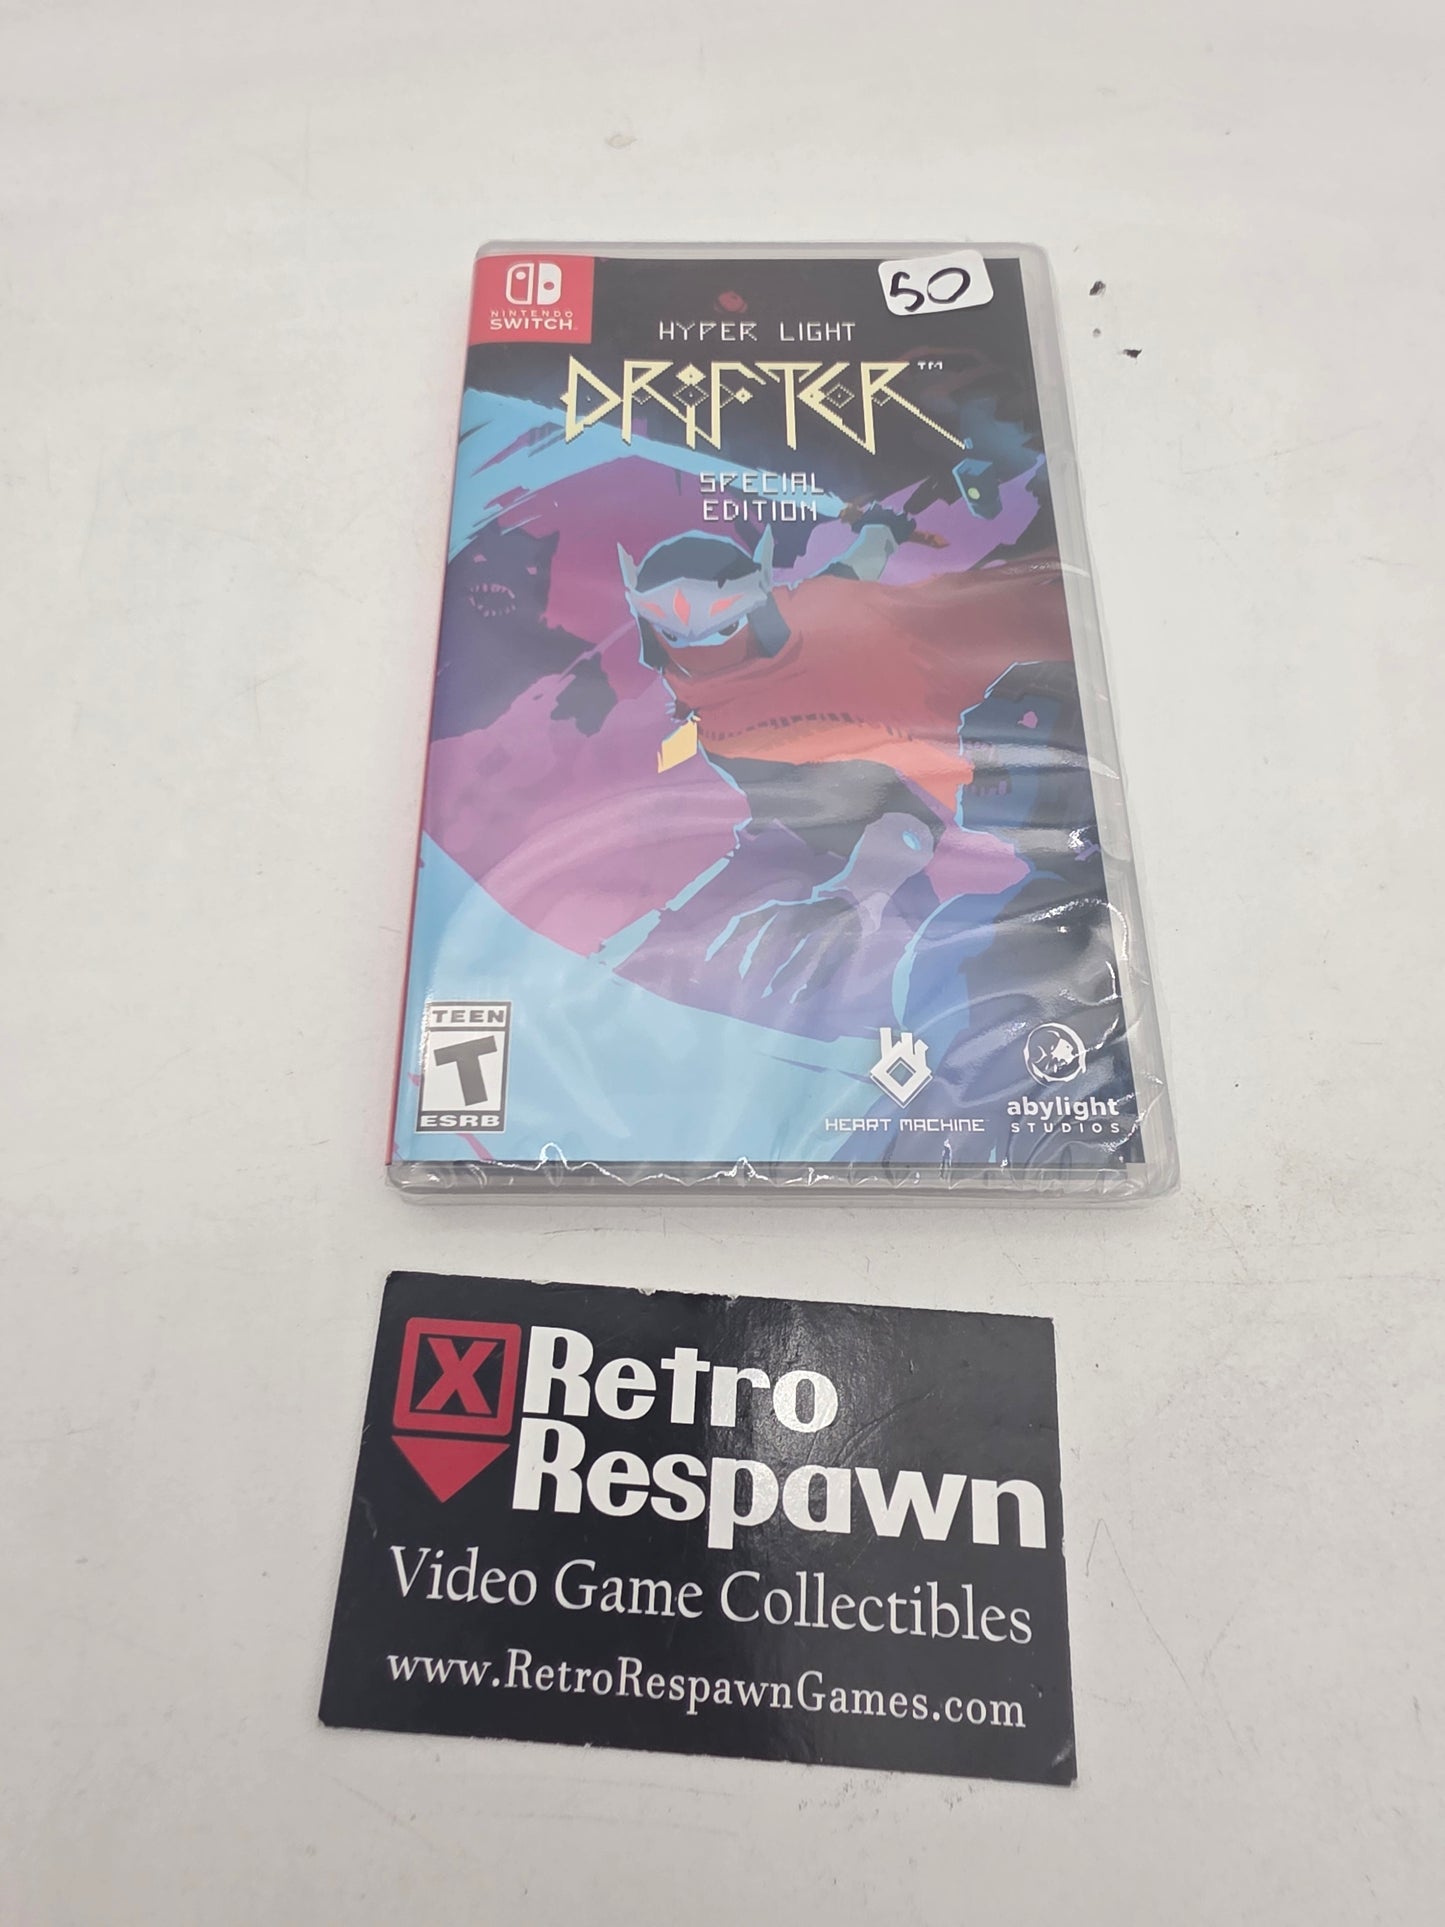 NINTENDO
SWITCH
50
HYPER LIGHT
DRIFTER™
SPECIAL
EDITION
TEEN
T
ESRB
HEART MACHINE
abylight
STUDIOS
X Retro
Respawn
Video Game Collectibles
www.RetroRespawnGames.com